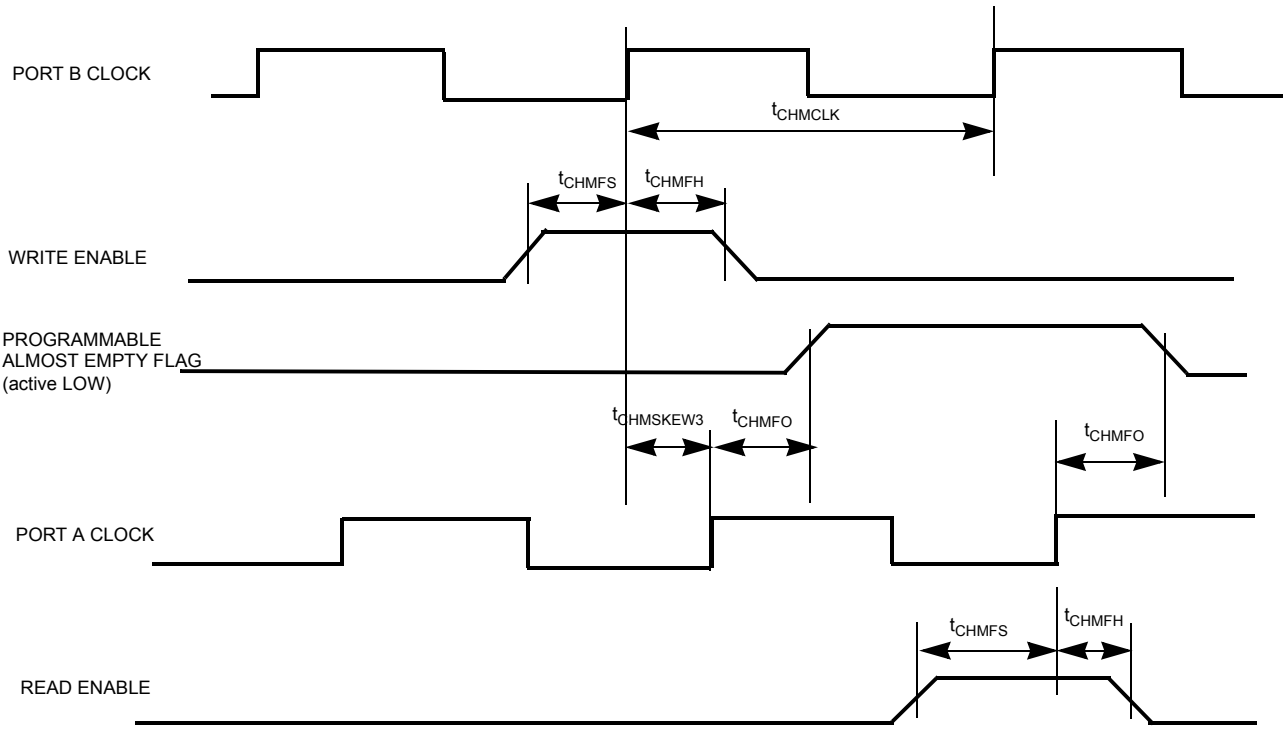 PORT B CLOCK
tCHMCLK
tCHMFS
tCHMFH
WRITE ENABLE
PROGRAMMABLE
ALMOST EMPTY FLAG
(active LOW)
tCHMSKEW3
tCHMFO
tCHMFO
PORT A CLOCK
tCHMFS
tCHMFH
READ ENABLE